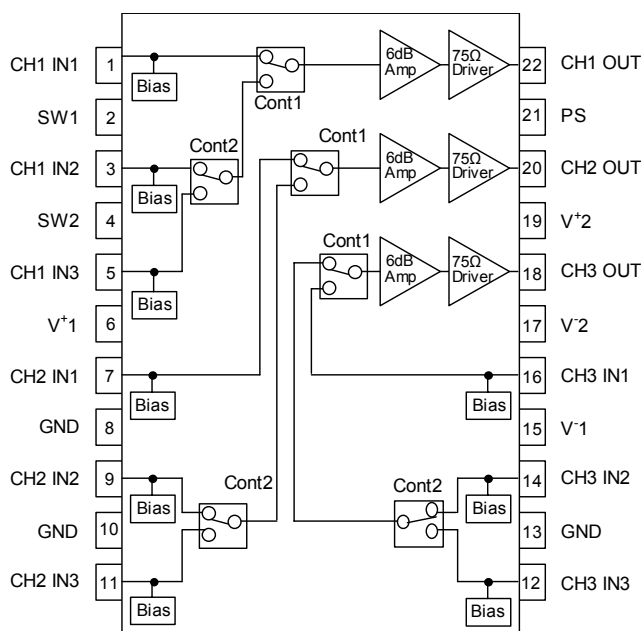 CH1 IN1 1 Bias Cont1 6dB Amp 75Ω Driver 22 CH1 OUT
SW1 2 21 PS
CH1 IN2 3 Bias Cont2 Cont1 6dB Amp 75Ω Driver 20 CH2 OUT
SW2 4 19 V+2
CH1 IN3 5 Bias Cont1 6dB Amp 75Ω Driver 18 CH3 OUT
V+1 6 17 V-2
CH2 IN1 7 Bias Bias 16 CH3 IN1
GND 8 15 V-1
CH2 IN2 9 Bias Cont2 Cont2 Bias 14 CH3 IN2
GND 10 13 GND
CH2 IN3 11 Bias Bias 12 CH3 IN3